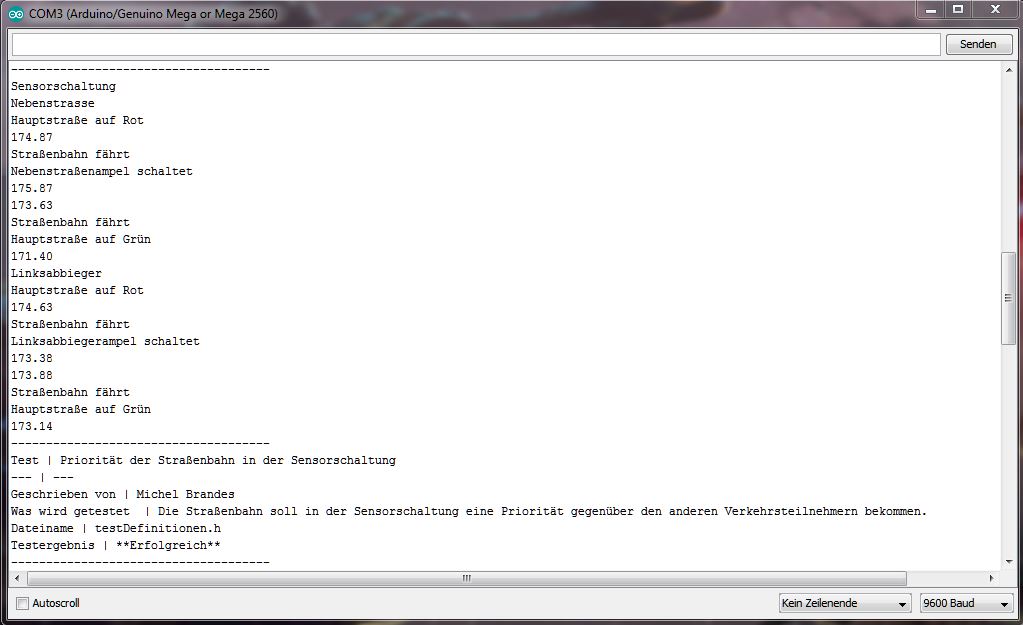 COM3 (Arduino/Genuino Mega or Mega 2560)
Senden
-------------------------------------
Sensorschaltung
Nebenstrasse
Hauptstraße auf Rot
174.87
Straßenbahn fährt
Nebenstraßenampel schaltet
175.87
173.63
Straßenbahn fährt
Hauptstraße auf Grün
171.40
Linksabbieger
Hauptstraße auf Rot
174.63
Straßenbahn fährt
Linksabbiegerampel schaltet
173.38
173.88
Straßenbahn fährt
Hauptstraße auf Grün
173.14
-------------------------------------
Test | Priorität der Straßenbahn in der Sensorschaltung
--- | ---
Geschrieben von | Michel Brandes
Was wird getestet  | Die Straßenbahn soll in der Sensorschaltung eine Priorität gegenüber den anderen Verkehrsteilnehmern bekommen.
Dateiname | testDefinitionen.h
Testergebnis | **Erfolgreich**
-------------------------------------
Autoscroll
Kein Zeilenende
9600 Baud